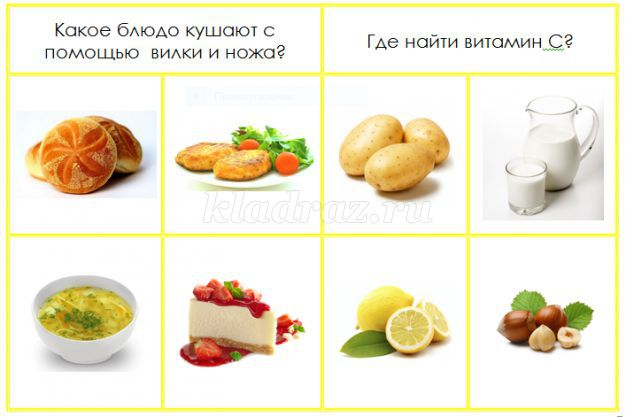 Какое блюдо кушают с
помощью вилки и ножа?
Где найти витамин С?
kladraz.ru